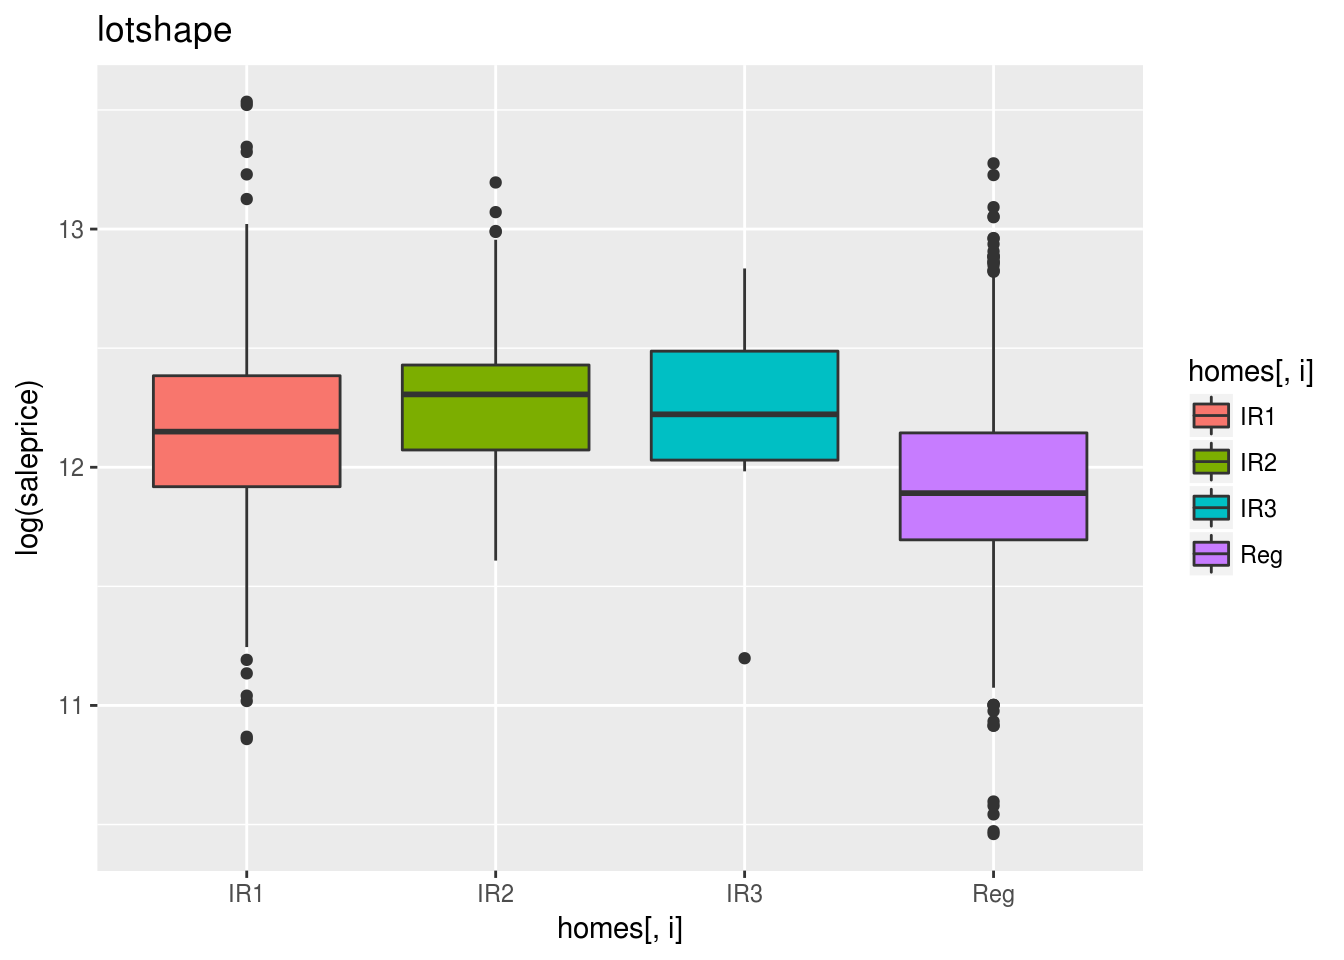 lotshape
log(saleprice)
13
12
11
IR1
IR2
IR3
Reg
homes[, i]
homes[, i]
IR1
IR2
IR3
Reg